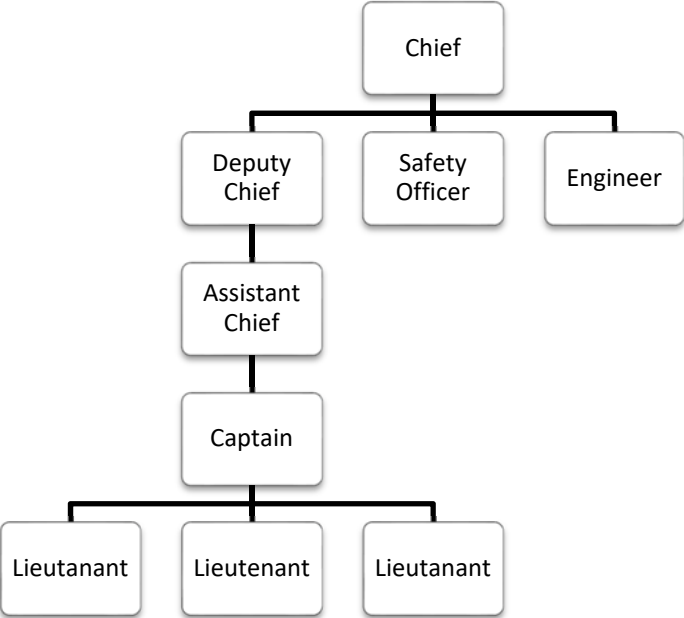 Chief
Deputy
Chief
Safety
Officer
Engineer
Assistant
Chief
Captain
Lieutanant
Lieutenant
Lieutanant